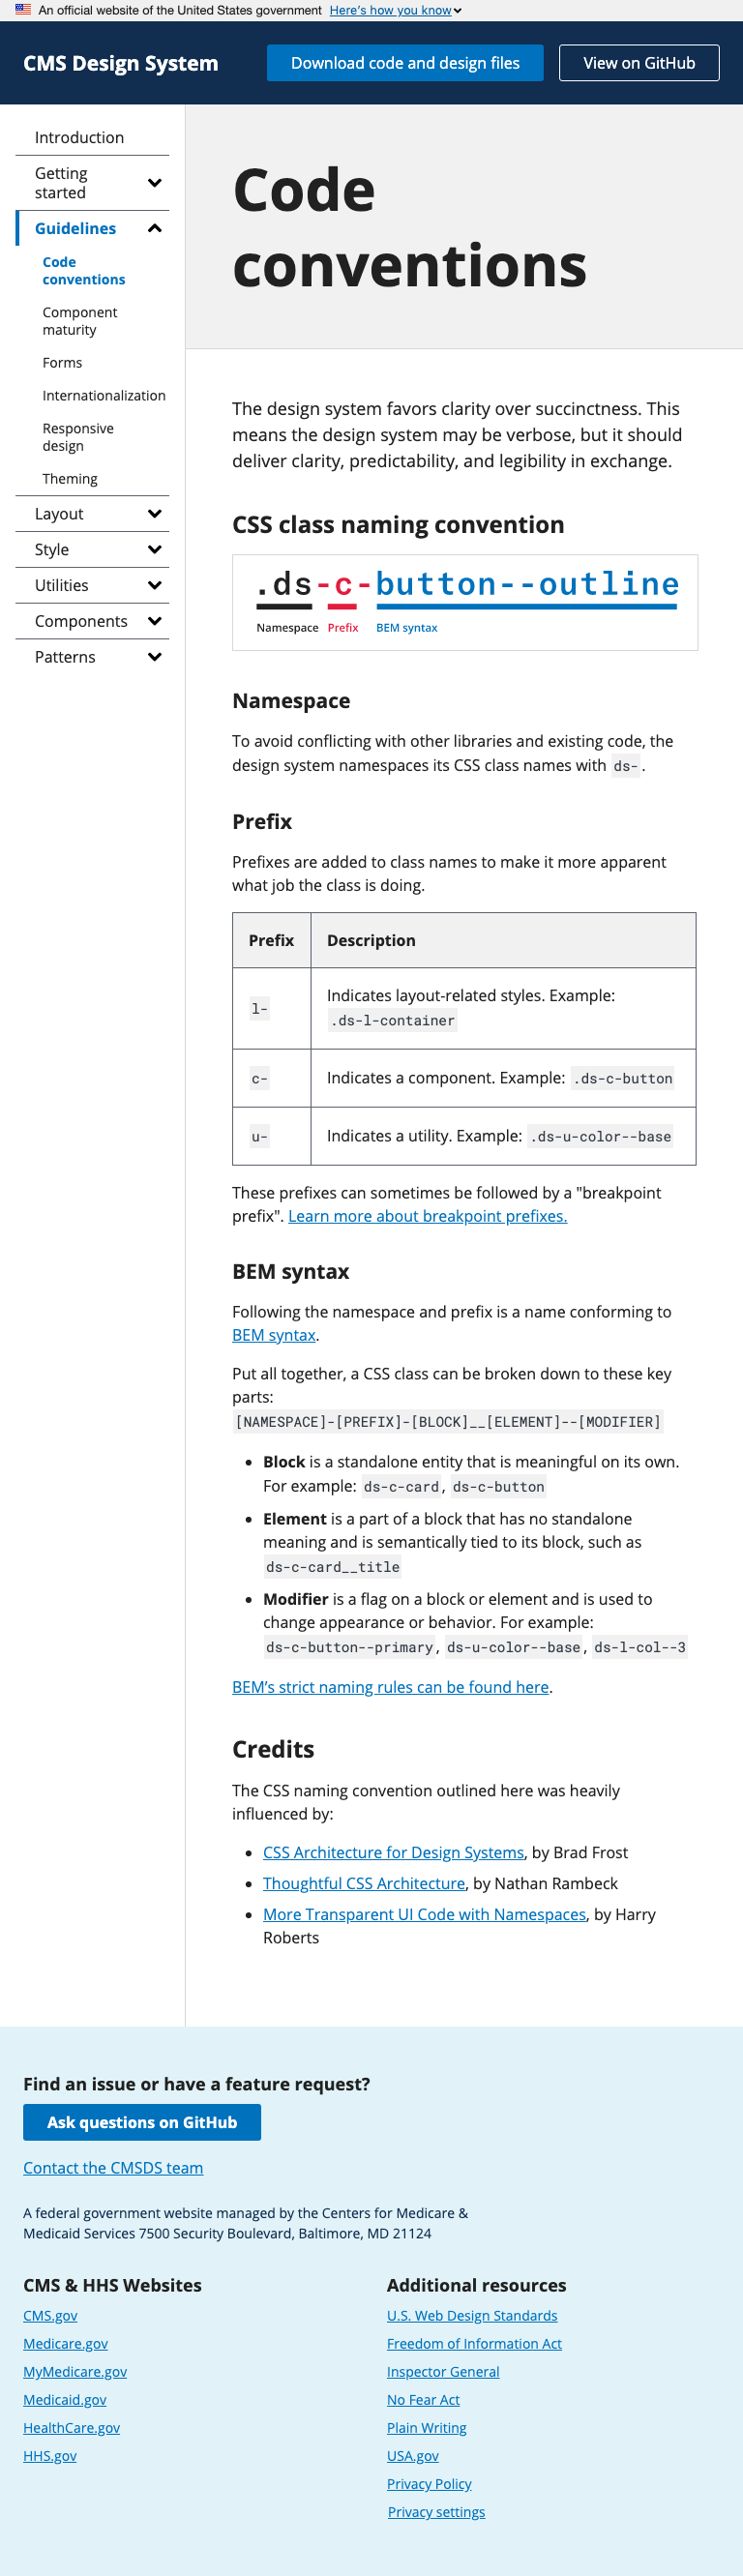 An official website of the United States government Here's how you know
CMS Design System
Download code and design files
View on GitHub
Introduction
Getting
started
Guidelines
Code
conventions
Component
maturity
Forms
Internationalization
Responsive
design
Theming
Layout
Style
Utilities
Components
Patterns
Code
conventions
The design system favors clarity over succinctness. This
means the design system may be verbose, but it should
deliver clarity, predictability, and legibility in exchange.
CSS class naming convention
.ds-c-button--outline
Namespace Prefix BEM syntax
Namespace
To avoid conflicting with other libraries and existing code, the
design system namespaces its CSS class names with ds-.
Prefix
Prefixes are added to class names to make it more apparent
what job the class is doing.
Prefix Description
l- Indicates layout-related styles. Example:
.ds-l-container
c- Indicates a component. Example: .ds-c-button
u- Indicates a utility. Example: .ds-u-color--base
These prefixes can sometimes be followed by a "breakpoint
prefix". Learn more about breakpoint prefixes.
BEM syntax
Following the namespace and prefix is a name conforming to
BEM syntax.
Put all together, a CSS class can be broken down to these key
parts:
[NAMESPACE]-[PREFIX]-[BLOCK]__[ELEMENT]--[MODIFIER]
• Block is a standalone entity that is meaningful on its own.
For example: ds-c-card, ds-c-button
• Element is a part of a block that has no standalone
meaning and is semantically tied to its block, such as
ds-c-card__title
• Modifier is a flag on a block or element and is used to
change appearance or behavior. For example:
ds-c-button--primary, ds-u-color--base, ds-l-col--3
BEM’s strict naming rules can be found here.
Credits
The CSS naming convention outlined here was heavily
influenced by:
• CSS Architecture for Design Systems, by Brad Frost
• Thoughtful CSS Architecture, by Nathan Rambeck
• More Transparent UI Code with Namespaces, by Harry
Roberts
Find an issue or have a feature request?
Ask questions on GitHub
Contact the CMSDS team
A federal government website managed by the Centers for Medicare &
Medicaid Services 7500 Security Boulevard, Baltimore, MD 21124
CMS & HHS Websites
CMS.gov
Medicare.gov
MyMedicare.gov
Medicaid.gov
HealthCare.gov
HHS.gov
Additional resources
U.S. Web Design Standards
Freedom of Information Act
Inspector General
No Fear Act
Plain Writing
USA.gov
Privacy Policy
Privacy settings